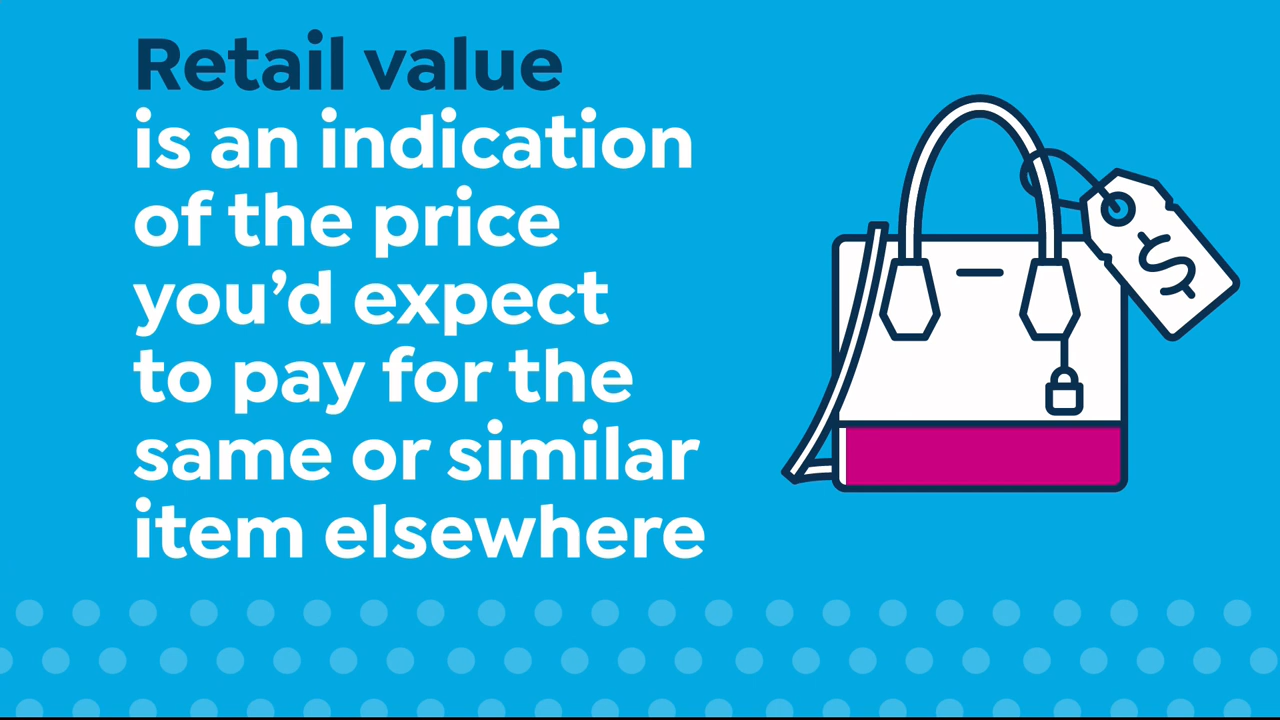 Retail value
is an indication
of the price
you’d expect
to pay for the
same or similar
item elsewhere
$